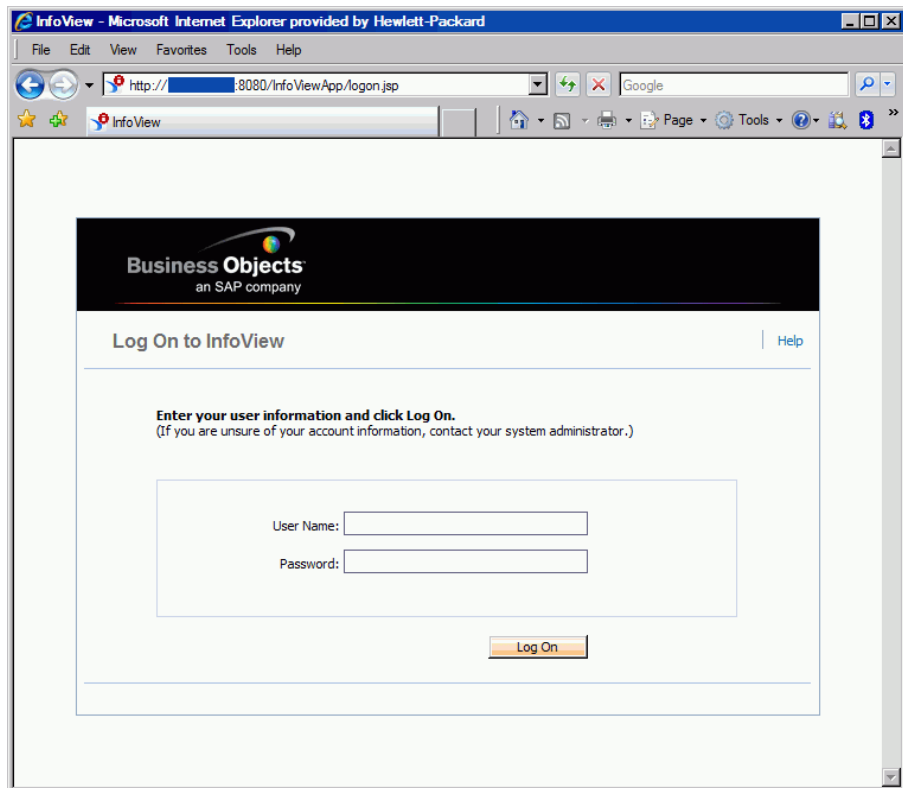 InfoView - Microsoft Internet Explorer provided by Hewlett-Packard
File Edit View Favorites Tools Help
http:// :8080/InfoViewApp/logon.jsp Google
InfoView Page Tools
Business Objects
an SAP company
Log On to InfoView Help
Enter your user information and click Log On.
(If you are unsure of your account information, contact your system administrator.)
User Name:
Password:
Log On